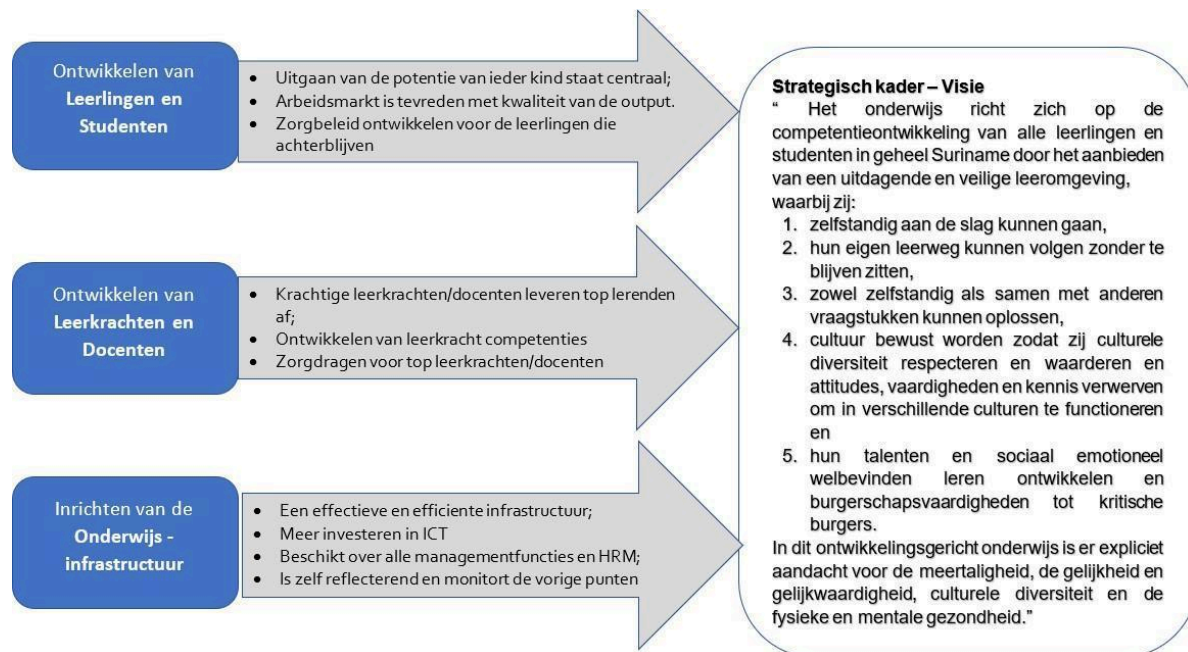 Ontwikkelen van
Leerlingen en
Studenten
• Uitgaan van de potentie van ieder kind staat centraal;
• Arbeidsmarkt is tevreden met kwaliteit van de output.
• Zorgbeleid ontwikkelen voor de leerlingen die
achterblijven
Ontwikkelen van
Leerkrachten en
Docenten
• Krachtige leerkrachten/docenten leveren top lerenden
af;
• Ontwikkelen van leerkracht competenties
• Zorgdragen voor top leerkrachten/docenten
Inrichten van de
Onderwijs -
infrastructuur
• Een effectieve en efficiente infrastructuur;
• Meer investeren in ICT
• Beschikt over alle managementfuncties en HRM;
• Is zelf reflecterend en monitort de vorige punten
Strategisch kader – Visie
“ Het onderwijs richt zich op de
competentieontwikkeling van alle leerlingen en
studenten in geheel Suriname door het aanbieden
van een uitdagende en veilige leeromgeving,
waarbij zij:
1. zelfstandig aan de slag kunnen gaan,
2. hun eigen leerweg kunnen volgen zonder te
blijven zitten,
3. zowel zelfstandig als samen met anderen
vraagstukken kunnen oplossen,
4. cultuur bewust worden zodat zij culturele
diversiteit respecteren en waarderen en
attitudes, vaardigheden en kennis verwerven
om in verschillende culturen te functioneren
en
5. hun talenten en sociaal emotioneel
welbevinden leren ontwikkelen en
burgerschapsvaardigheden tot kritische
burgers.
In dit ontwikkelingsgericht onderwijs is er expliciet
aandacht voor de meertaligheid, de gelijkheid en
gelijkwaardigheid, culturele diversiteit en de
fysieke en mentale gezondheid.”